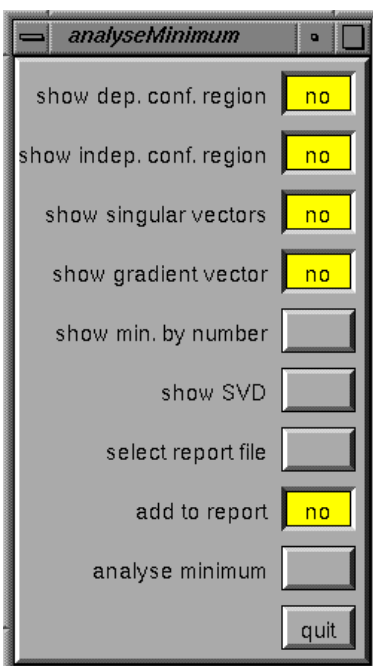 analyseMinimum
show dep. conf. region no
show indep. conf. region no
show singular vectors no
show gradient vector no
show min. by number
show SVD
select report file
add to report no
analyse minimum
quit